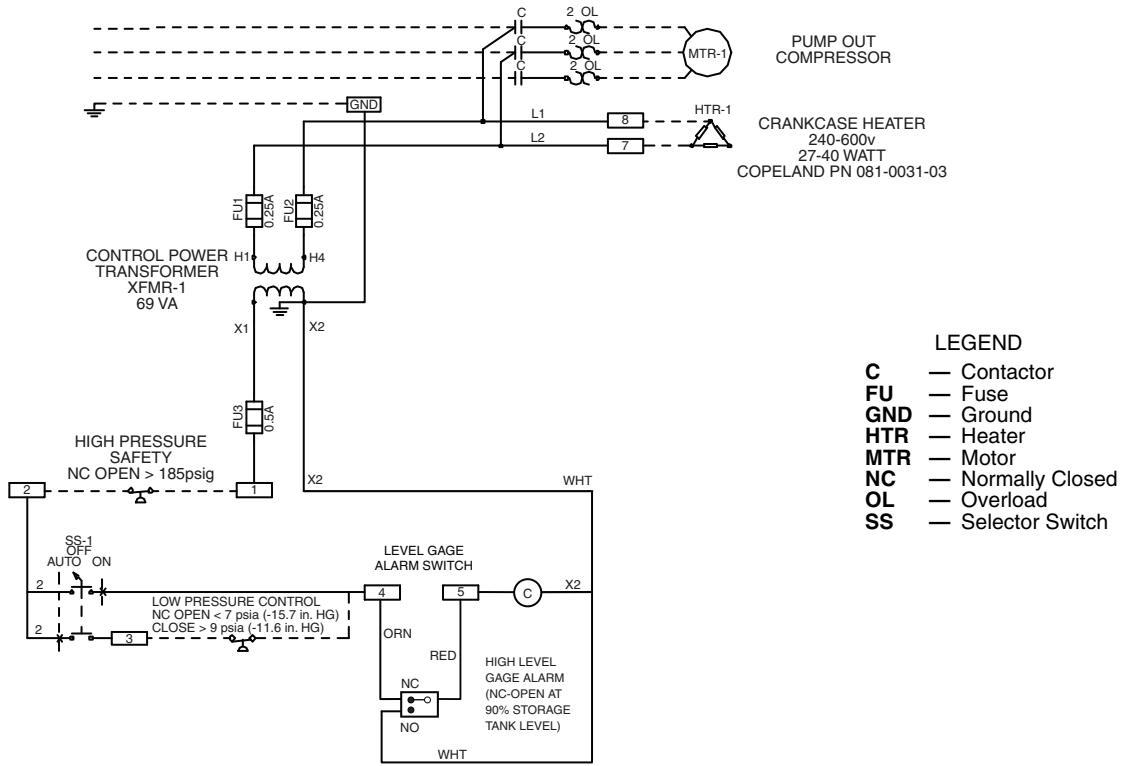 C
2 OL
C
2 OL
MTR-1
C
2 OL
PUMP OUT
COMPRESSOR
GND
L1
8
HTR-1
L2
7
CRANKCASE HEATER
240-600v
27-40 WATT
COPELAND PN 081-0031-03
FU1
0.25A
FU2
0.25A
CONTROL POWER
TRANSFORMER
XFMR-1
69 VA
H1
H4
X1
X2
FU3
0.5A
HIGH PRESSURE
SAFETY
NC OPEN > 185psig
2
1
X2
WHT
SS-1
OFF
AUTO
ON
2
LEVEL GAGE
ALARM SWITCH
4
5
C
X2
LOW PRESSURE CONTROL
NC OPEN < 7 psia (-15.7 in. HG)
CLOSE > 9 psia (-11.6 in. HG)
2
3
ORN
RED
NC
NO
HIGH LEVEL
GAGE ALARM
(NC-OPEN AT
90% STORAGE
TANK LEVEL)
WHT
LEGEND
C — Contactor
FU — Fuse
GND — Ground
HTR — Heater
MTR — Motor
NC — Normally Closed
OL — Overload
SS — Selector Switch